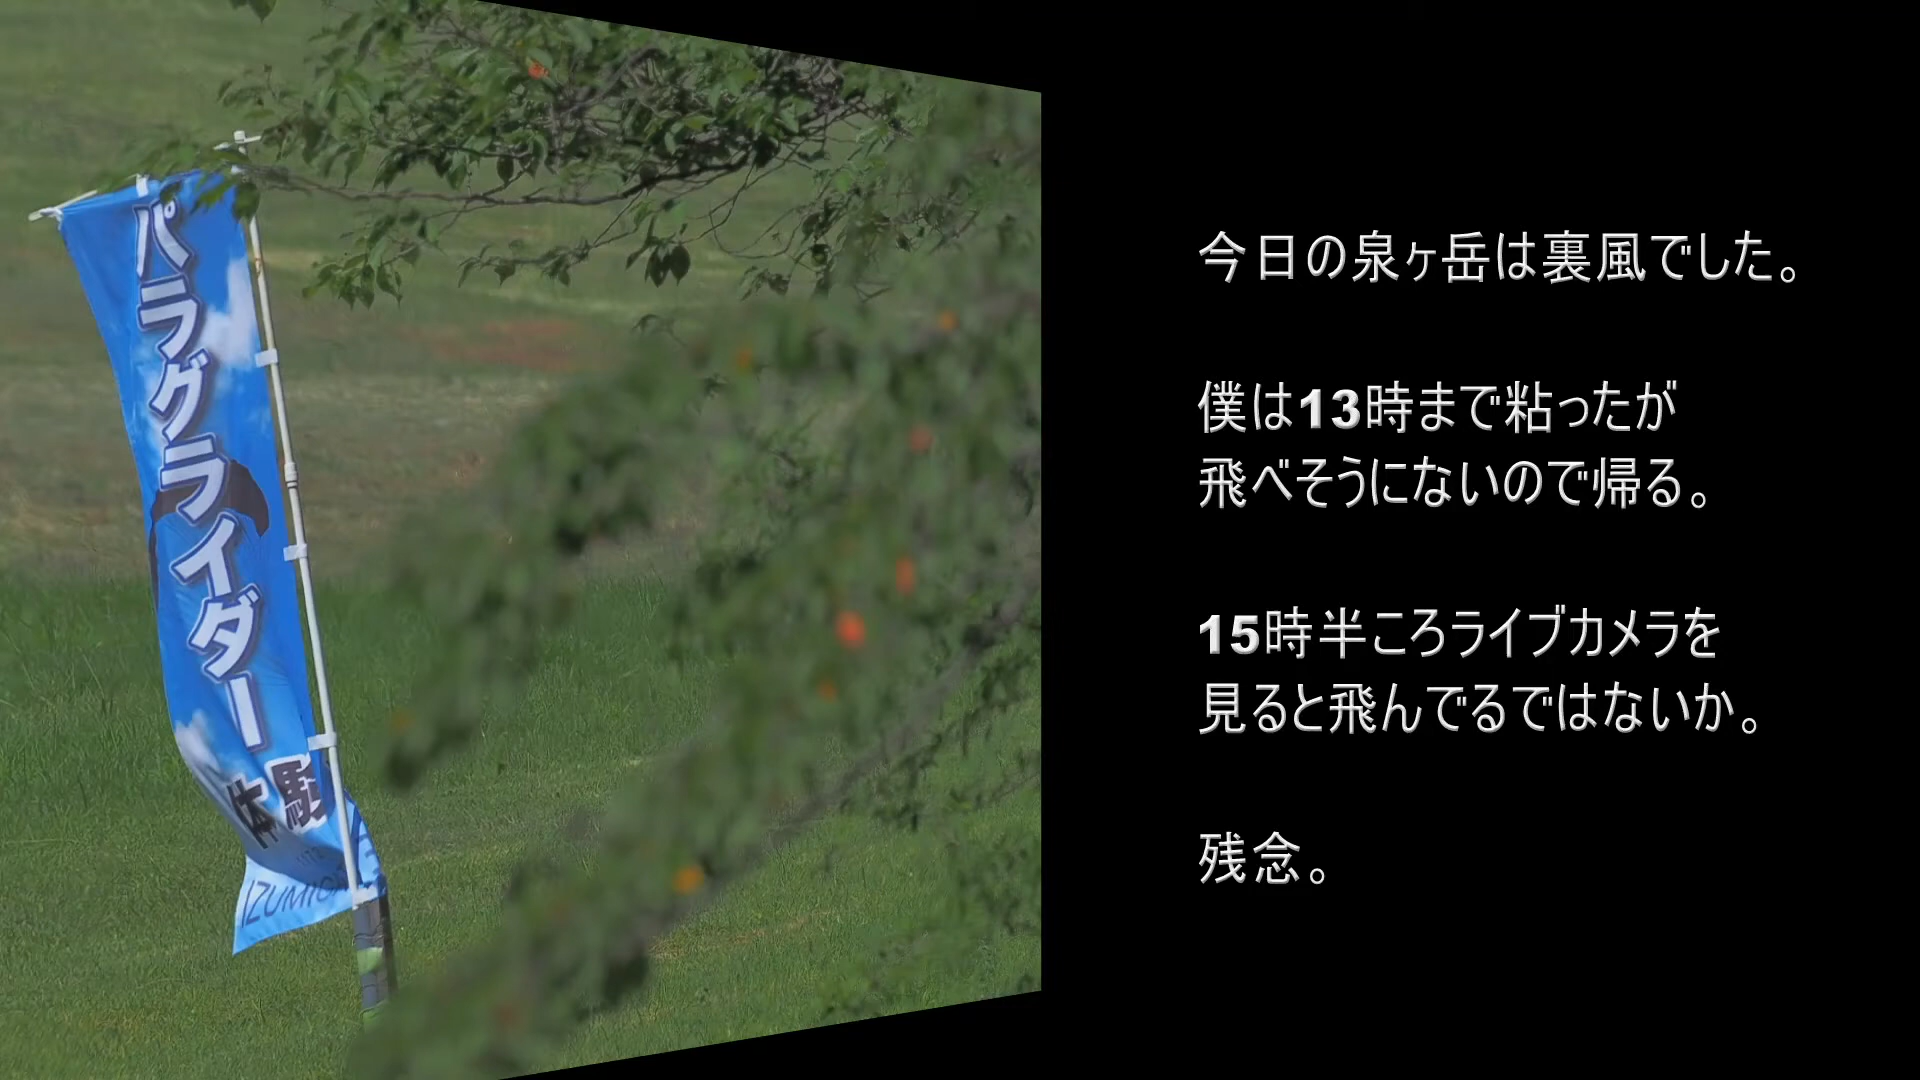 パラグライダー
体験
今日の泉ヶ岳は裏風でした。
僕は13時まで粘ったが
飛べそうにないので帰る。
15時半ころライブカメラを
見ると飛んでるではないか。
残念。